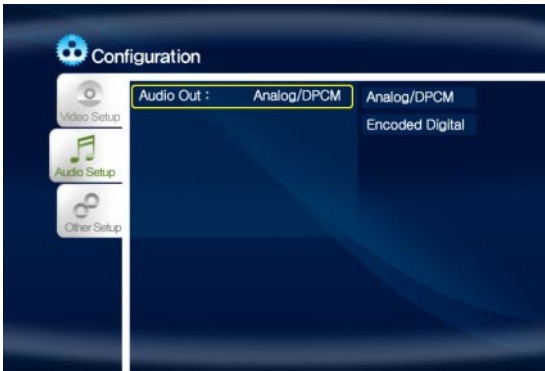 Configuration
Video Setup
Audio Setup
Other Setup
Audio Out : Analog/DPCM
Analog/DPCM
Encoded Digital